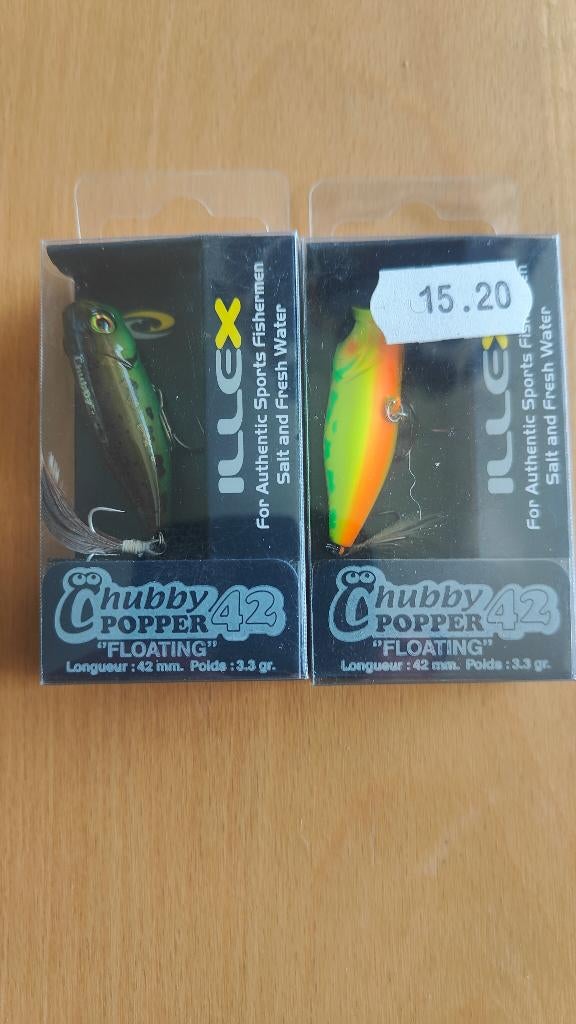 ILLEX
For Authentic Sports Fishermen
Salt and Fresh Water
Chubby
POPPER 42
"FLOATING"
Longueur : 42 mm. Poids : 3.3 gr.
15.20
ILLEX
For Authentic Sports Fishermen
Salt and Fresh Water
Chubby
POPPER 42
"FLOATING"
Longueur : 42 mm. Poids : 3.3 gr.